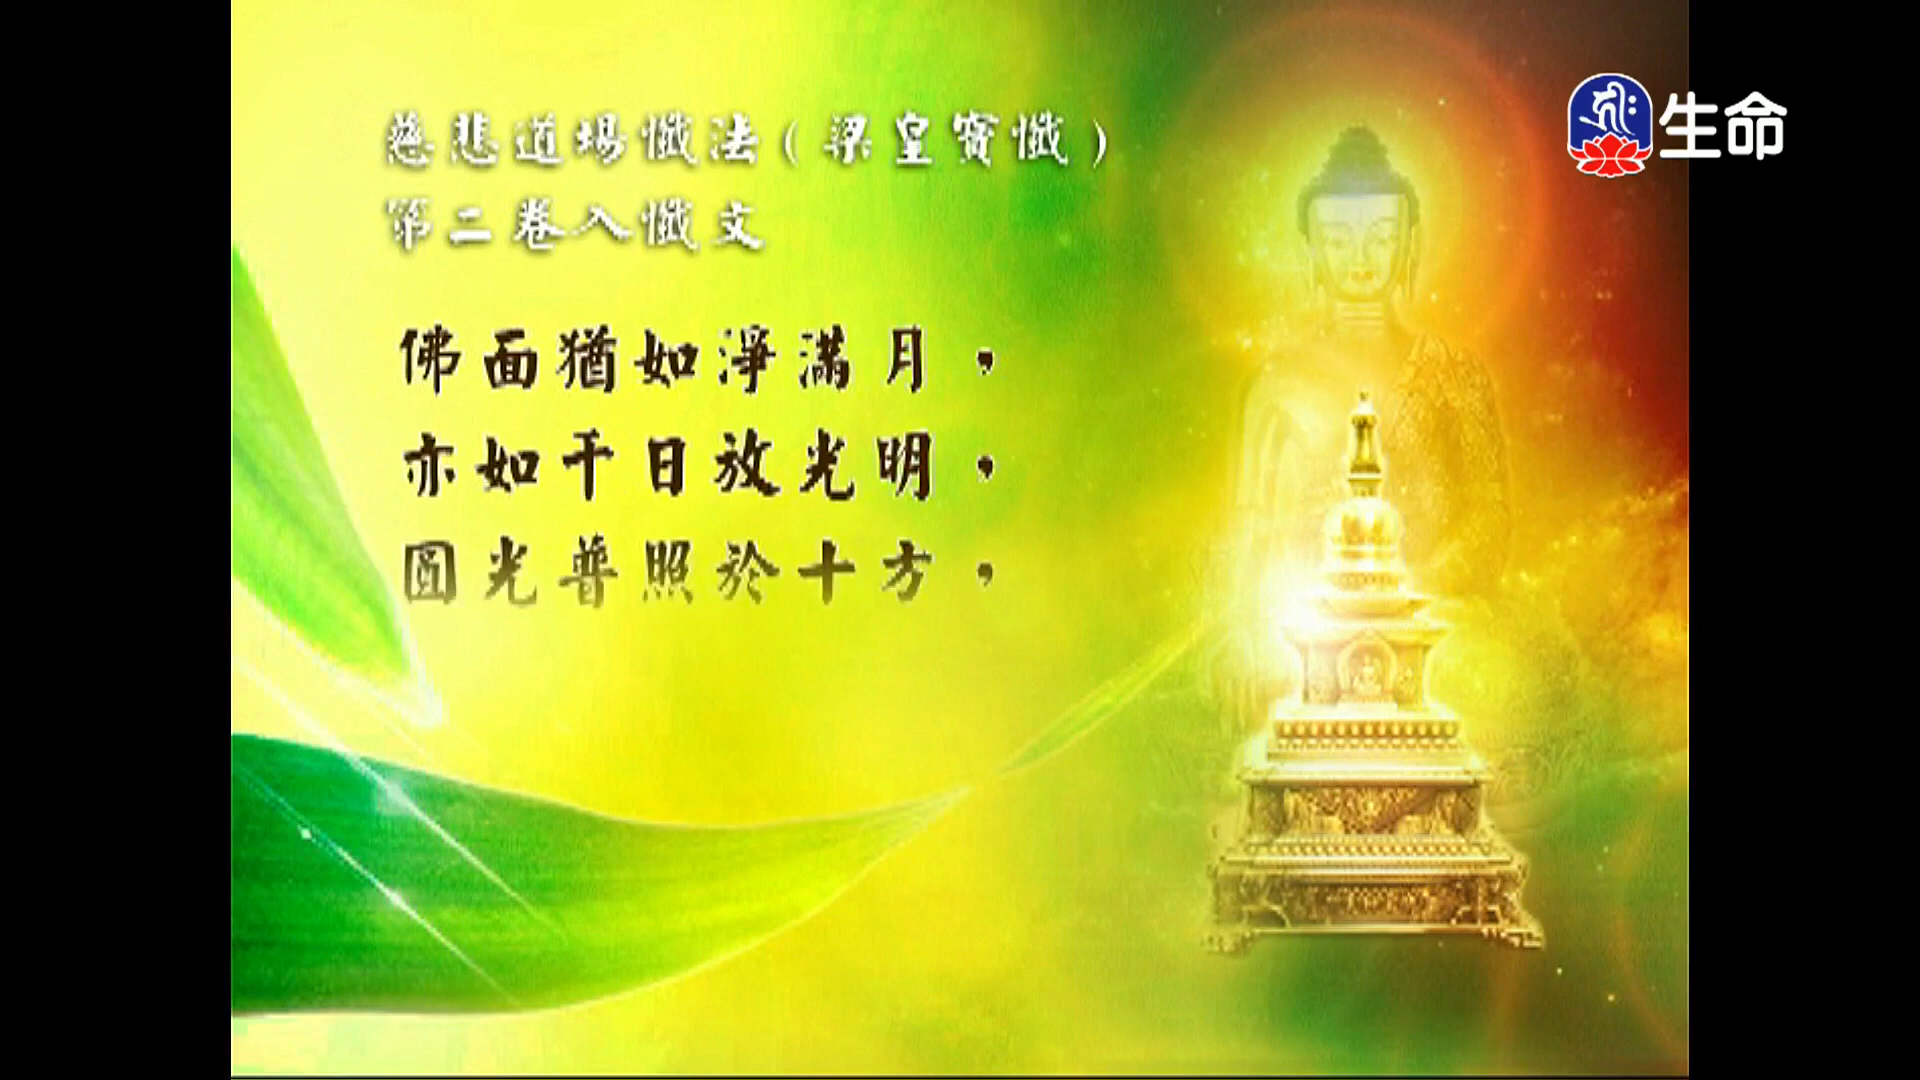 慈悲道場懺法(梁皇寶懺)
第二卷入懺文
佛面猶如淨滿月，
亦如千日放光明，
圓光普照於十方，
生命